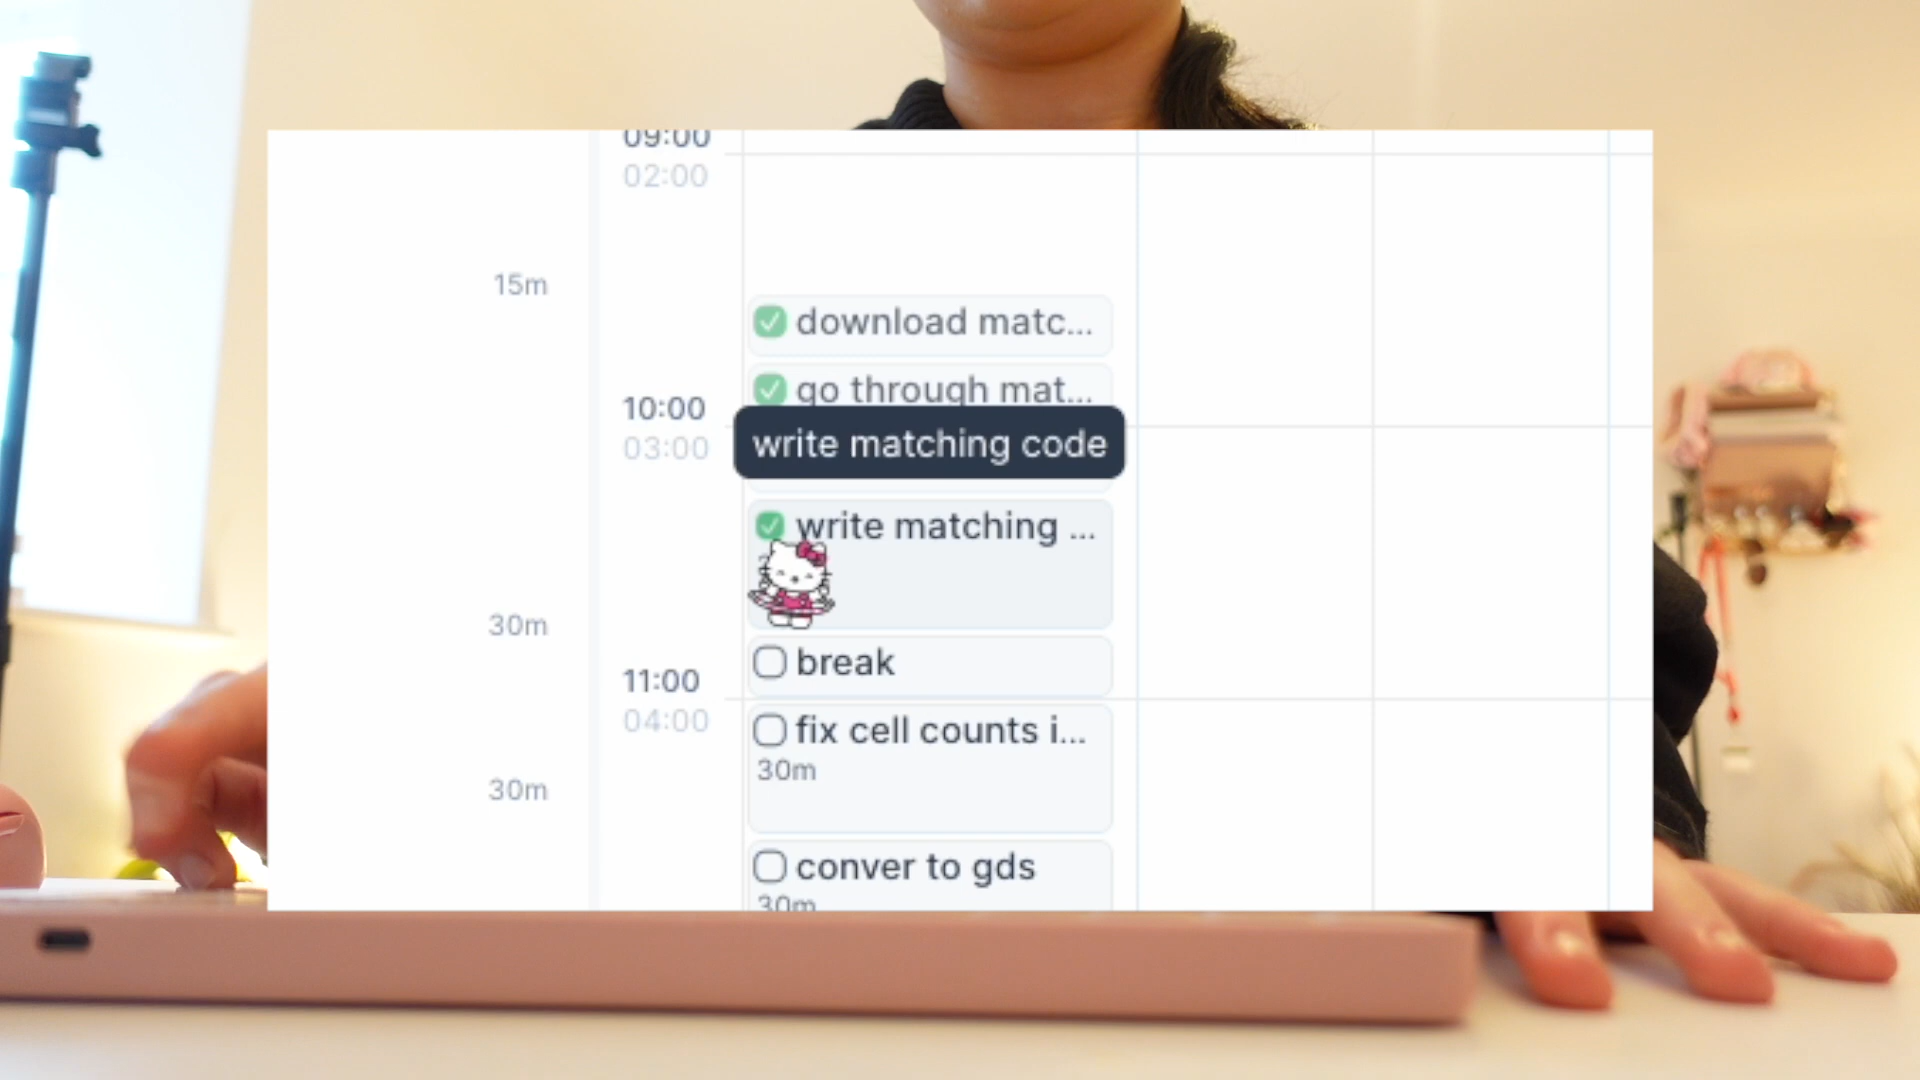 09:00
02:00
15m
download matc...
go through mat...
10:00
write matching code
03:00
write matching ...
30m
break
11:00
04:00
fix cell counts i...
30m
30m
conver to gds
30m